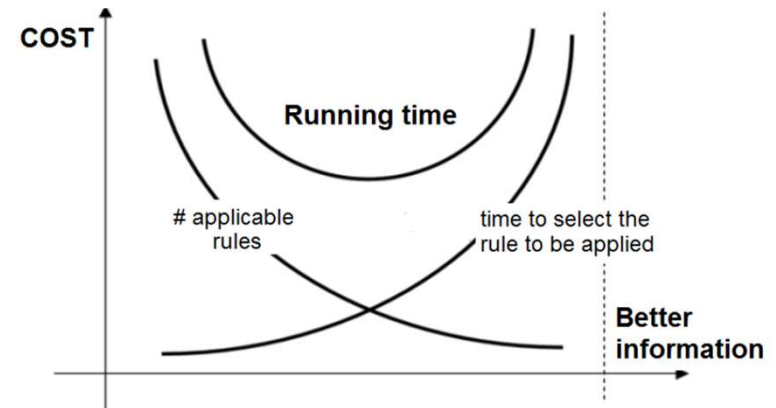 COST
Running time
# applicable
rules
time to select the
rule to be applied
Better
information